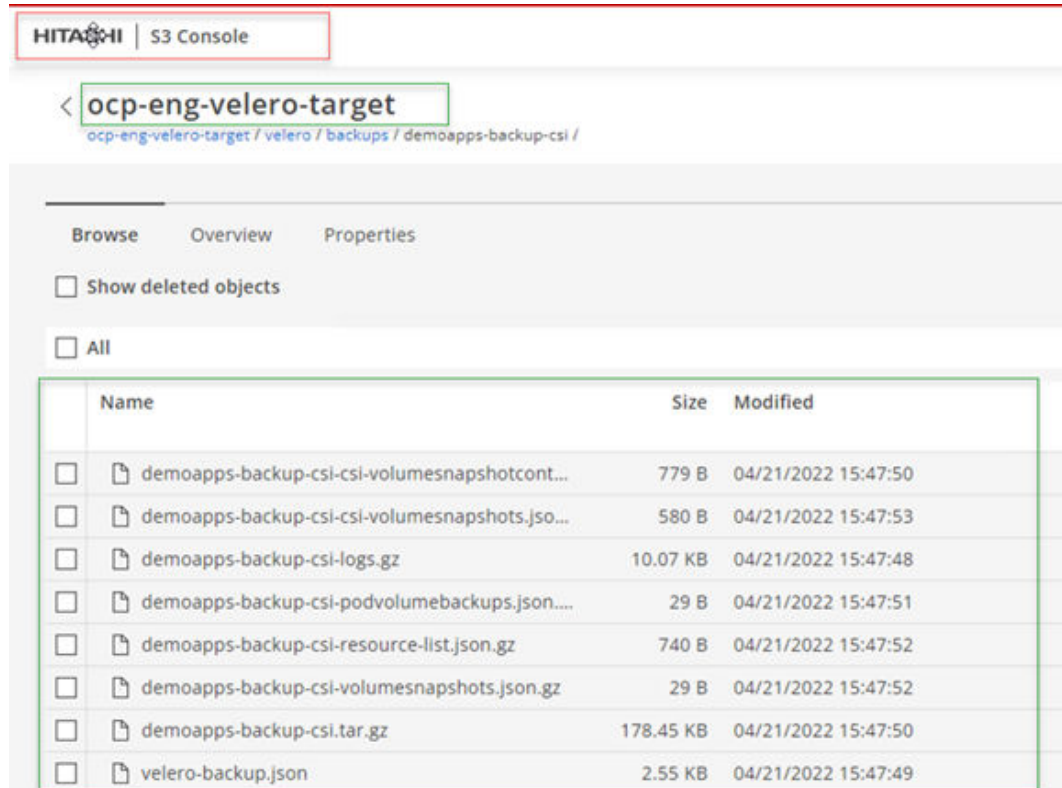 HITACHI | S3 Console
< ocp-eng-velero-target
ocp-eng-velero-target / velero / backups / demoapps-backup-csi /
Browse Overview Properties
Show deleted objects
All
Name Size Modified
demoapps-backup-csi-csi-volumesnapshotcont... 779 B 04/21/2022 15:47:50
demoapps-backup-csi-csi-volumesnapshots.jso... 580 B 04/21/2022 15:47:53
demoapps-backup-csi-logs.gz 10.07 KB 04/21/2022 15:47:48
demoapps-backup-csi-podvolumebackups.json.... 29 B 04/21/2022 15:47:51
demoapps-backup-csi-resource-list.json.gz 740 B 04/21/2022 15:47:52
demoapps-backup-csi-volumesnapshots.json.gz 29 B 04/21/2022 15:47:52
demoapps-backup-csi.tar.gz 178.45 KB 04/21/2022 15:47:50
velero-backup.json 2.55 KB 04/21/2022 15:47:49